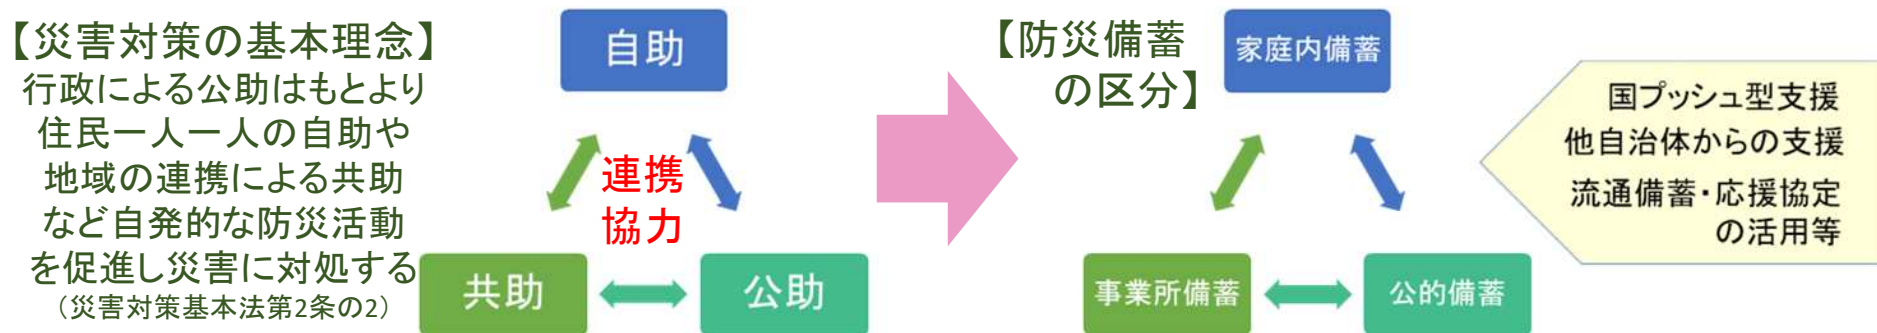 【災害対策の基本理念】
行政による公助はもとより
住民一人一人の自助や
地域の連携による共助
など自発的な防災活動
を促進し災害に対処する
（災害対策基本法第2条の2）
自助
連携
協力
共助
公助
【防災備蓄
の区分】
家庭内備蓄
事業所備蓄
公的備蓄
国プッシュ型支援
他自治体からの支援
流通備蓄・応援協定
の活用等